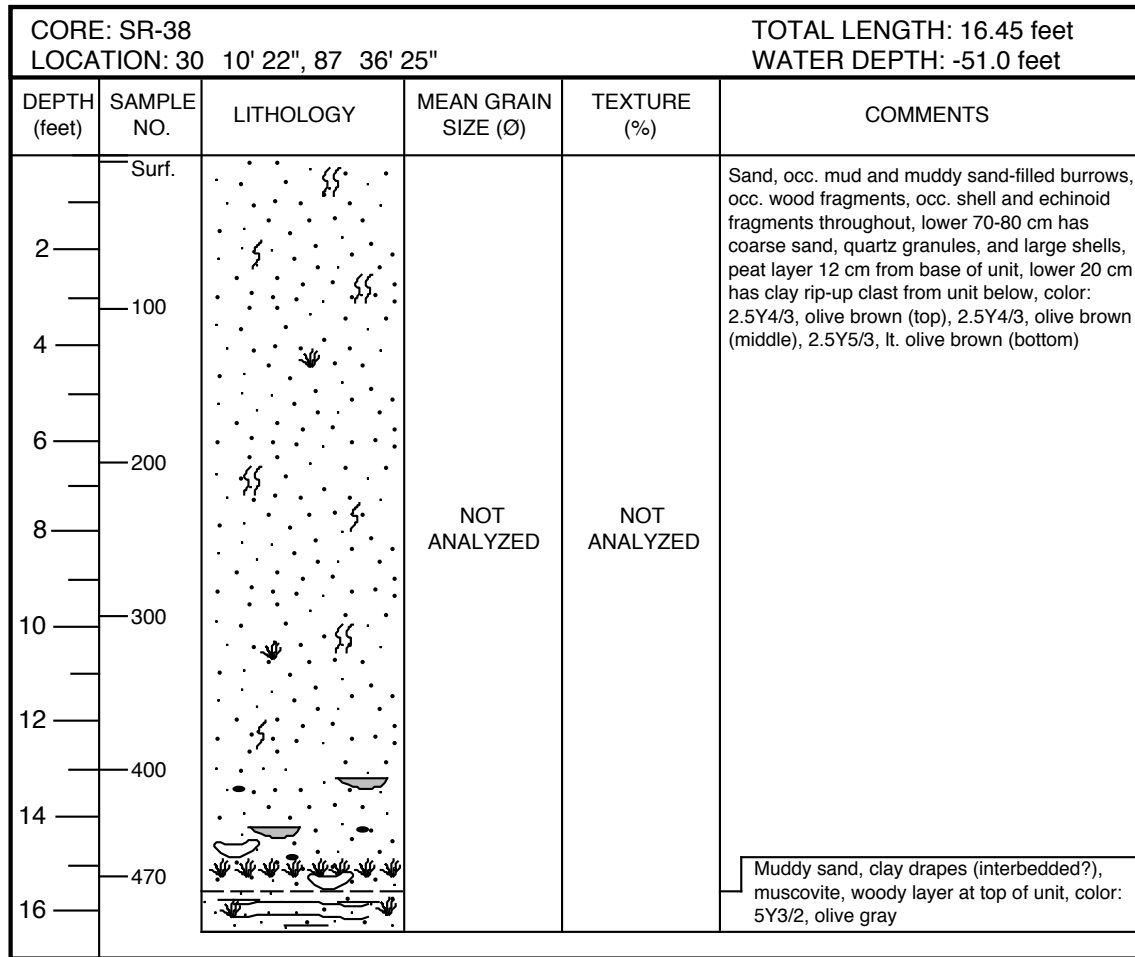 CORE: SR-38 TOTAL LENGTH: 16.45 feet
LOCATION: 30 10' 22", 87 36' 25" WATER DEPTH: -51.0 feet
DEPTH SAMPLE LITHOLOGY MEAN GRAIN TEXTURE COMMENTS
(feet) NO. SIZE (Ø) (%)
Surf.
Sand, occ. mud and muddy sand-filled burrows,
occ. wood fragments, occ. shell and echinoid
fragments throughout, lower 70-80 cm has
coarse sand, quartz granules, and large shells,
peat layer 12 cm from base of unit, lower 20 cm
has clay rip-up clast from unit below, color:
2.5Y4/3, olive brown (top), 2.5Y4/3, olive brown
(middle), 2.5Y5/3, lt. olive brown (bottom)
2
100
4
6
200
8
NOT NOT
ANALYZED ANALYZED
300
10
12
400
14
470
16
Muddy sand, clay drapes (interbedded?),
muscovite, woody layer at top of unit, color:
5Y3/2, olive gray